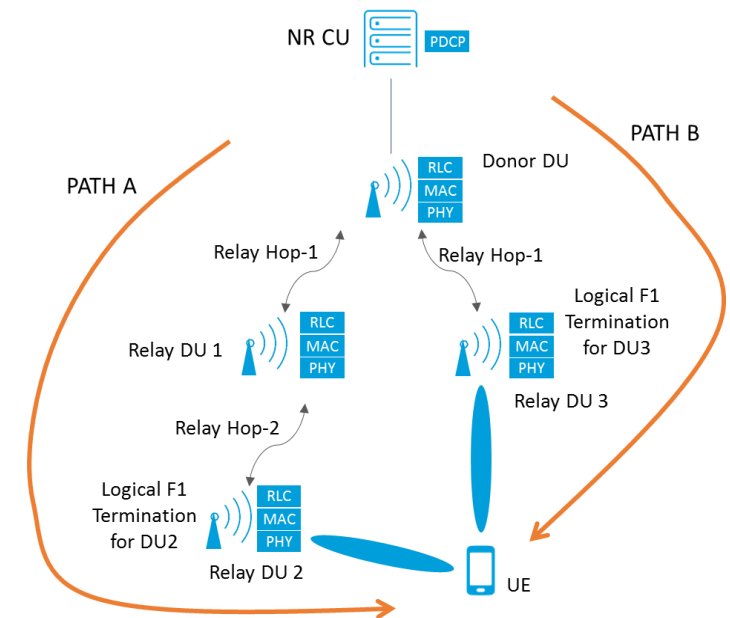 NR CU
PDCP
PATH B
PATH A
RLC
MAC
PHY
Donor DU
Relay Hop-1
Relay Hop-1
Relay DU 1
RLC
MAC
PHY
RLC
MAC
PHY
Logical F1
Termination
for DU3
Relay DU 3
Relay Hop-2
Logical F1
Termination
for DU2
RLC
MAC
PHY
Relay DU 2
UE